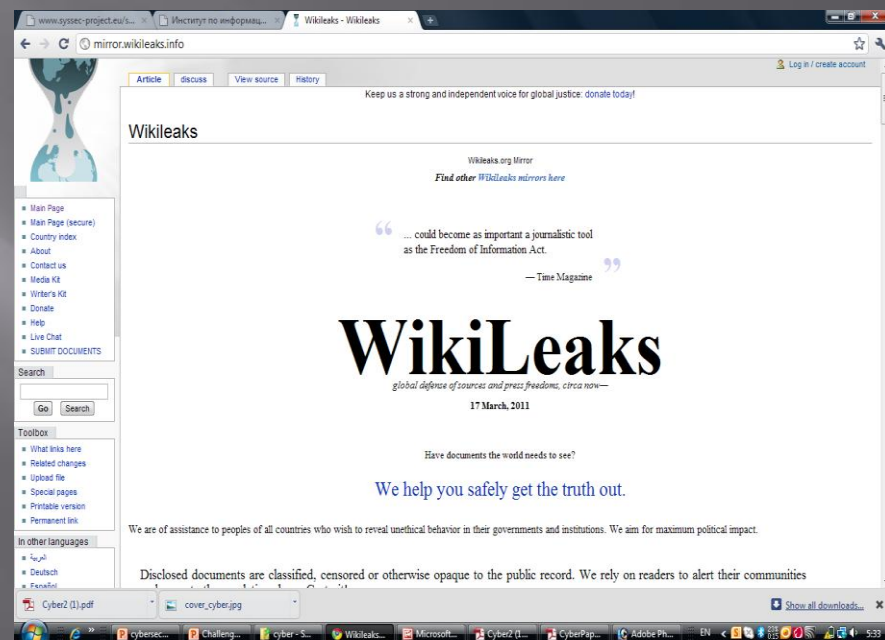 www.syssec-project.eu/s...
Институт по информац...
Wikileaks - Wikileaks
mirror.wikileaks.info
Log in / create account
Article
discuss
View source
History
Keep us a strong and independent voice for global justice: donate today!
Wikileaks
Wikileaks.org Mirror
Find other WikiLeaks mirrors here
“ ... could become as important a journalistic tool
as the Freedom of Information Act. ”
— Time Magazine
WikiLeaks
global defense of sources and press freedoms, circa now—
17 March, 2011
Have documents the world needs to see?
We help you safely get the truth out.
We are of assistance to peoples of all countries who wish to reveal unethical behavior in their governments and institutions. We aim for maximum political impact.
Disclosed documents are classified, censored or otherwise opaque to the public record. We rely on readers to alert their communities
Main Page
Main Page (secure)
Country index
About
Contact us
Media Kit
Writer's Kit
Donate
Help
Live Chat
SUBMIT DOCUMENTS
Search
Go
Search
Toolbox
What links here
Related changes
Upload file
Special pages
Printable version
Permanent link
In other languages
العربية
Deutsch
Español
Cyber2 (1).pdf
cover_cyber.jpg
Show all downloads...
cybersec...
Challeng...
cyber - S...
Wikileaks...
Microsoft...
Cyber2 (1...
CyberPap...
Adobe Ph...
EN
5:33